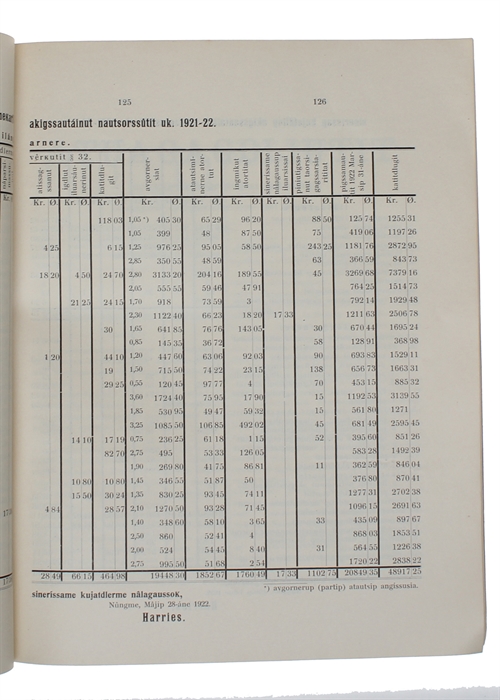 125 126
akigssautáinut nautsorssûtit uk. 1921-22.
arnere.
vêrkutit § 32.
avgornersiat
katitdlugit
Kr. Ø. Kr. Ø. Kr. Ø. Kr. Ø. Kr. Ø. Kr. Ø. Kr. Ø. Kr. Ø. Kr. Ø. Kr. Ø.
118 03 1,05 *) 405 30 65 29 96 20 88 50 125 74 1255 31
1,05 399 48 87 50 75 419 06 1197 26
4 25 6 15 1,25 976 25 95 05 58 50 243 25 1181 76 2872 95
2,85 350 55 48 59 63 366 59 843 73
18 20 4 50 24 70 2,80 3133 20 204 16 189 55 45 3269 68 7379 16
2,05 555 55 59 46 47 91 764 25 1514 73
21 25 24 15 1,70 918 73 59 3 792 14 1929 48
2,30 1122 40 66 23 18 20 17 33 1211 63 2506 78
30 1,65 641 85 76 76 143 05 30 670 44 1695 24
0,85 145 35 36 72 58 128 91 368 98
4 20 44 10 1,20 447 60 63 06 92 03 90 693 83 1529 11
19 1,50 715 50 74 22 23 15 138 656 73 1663 31
29 25 0,55 120 45 97 77 4 70 453 15 885 32
3,60 1724 40 75 95 17 90 15 1192 53 3139 55
1,85 530 95 49 47 59 32 15 561 80 1271
3,25 1085 50 106 85 492 02 45 681 49 2595 45
14 10 17 19 0,75 236 25 61 18 1 15 52 395 60 851 26
82 70 2,75 495 53 33 126 05 583 28 1492 39
1,90 269 80 41 75 86 81 11 362 59 846 04
10 80 10 80 1,45 346 55 51 87 50 376 80 870 41
15 50 30 24 1,35 830 25 93 45 74 11 1277 31 2702 38
4 84 28 57 2,10 1270 50 93 28 71 45 1096 15 2691 63
1,40 348 60 58 10 3 65 33 435 09 897 67
2,50 860 52 41 4 868 03 1853 51
2,00 524 54 45 8 40 31 564 55 1226 38
2,75 995 50 51 68 2 54 1720 22 2838 22
28 49 66 15 464 98 19448 30 1852 67 1760 49 17 33 1102 75 20849 35 48917 25
*) avgornerup (partip) atautsip angissusia.
sinerissame kujatdlerme nâlagaussok,
Nûngme, Májip 28-áne 1922.
Harries.